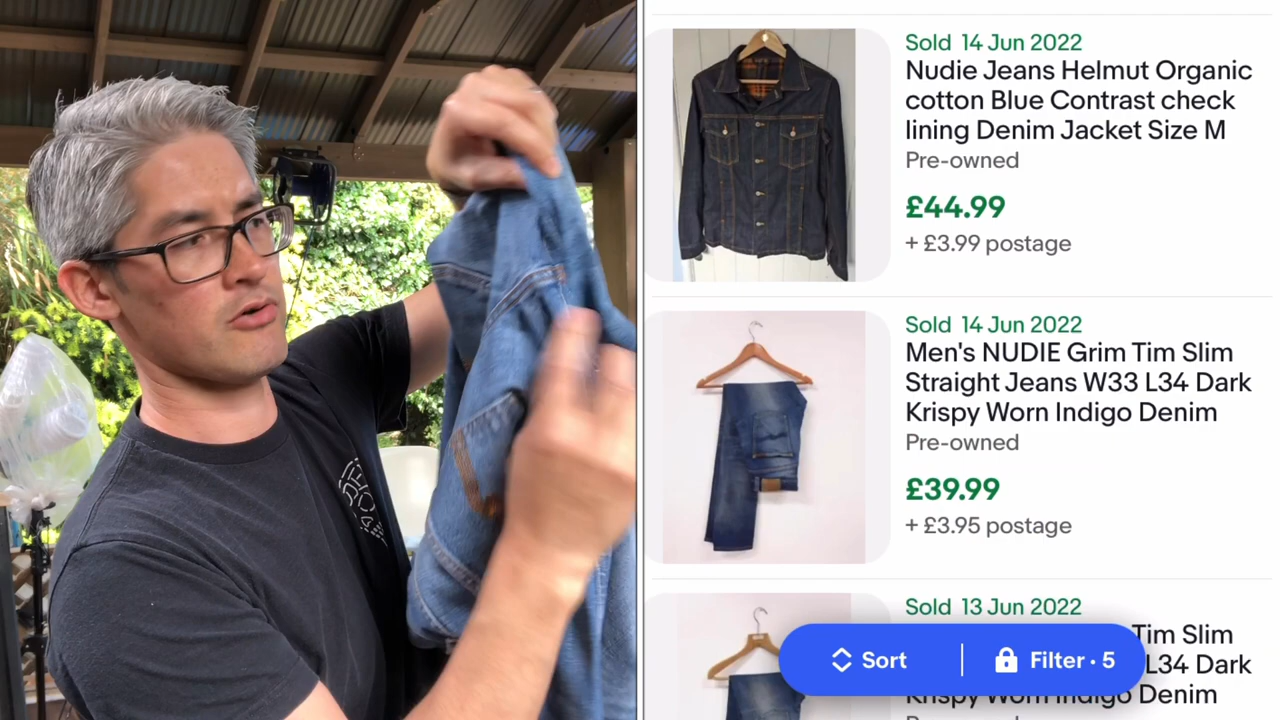 Sold 14 Jun 2022
Nudie Jeans Helmut Organic
cotton Blue Contrast check
lining Denim Jacket Size M
Pre-owned
£44.99
+ £3.99 postage
Sold 14 Jun 2022
Men's NUDIE Grim Tim Slim
Straight Jeans W33 L34 Dark
Krispy Worn Indigo Denim
Pre-owned
£39.99
+ £3.95 postage
Sold 13 Jun 2022
Tim Slim
L34 Dark
Krispy Worn Indigo Denim
Sort
Filter · 5